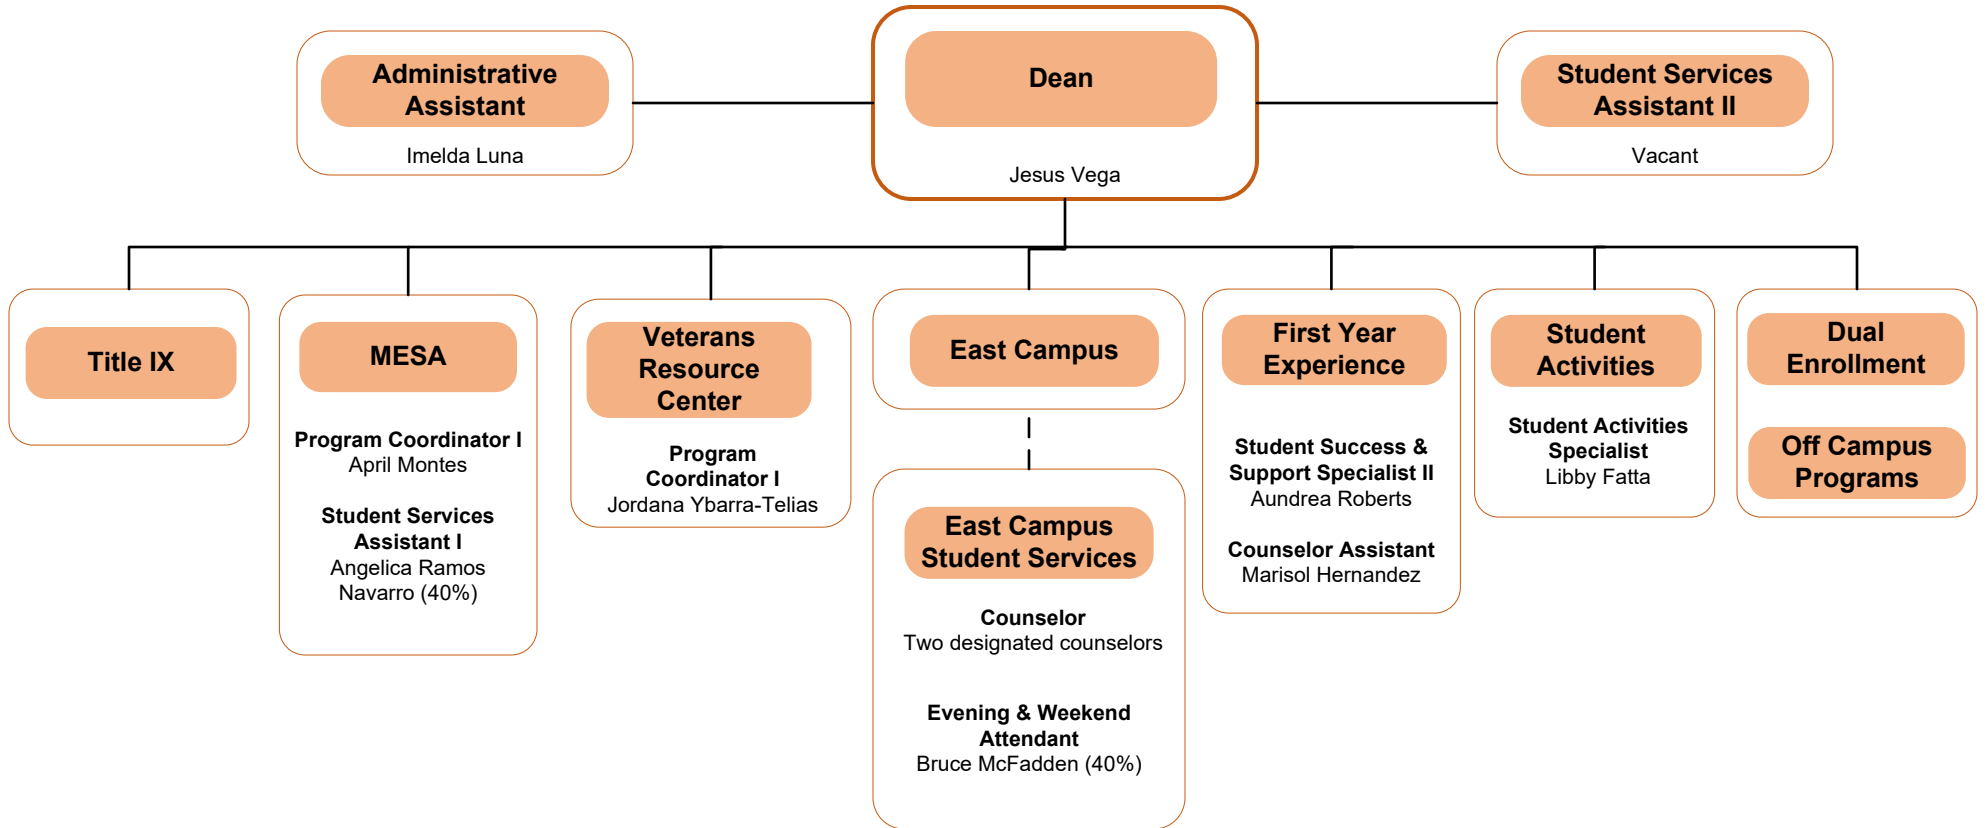 Administrative
Assistant
Imelda Luna
Dean
Jesus Vega
Student Services
Assistant II
Vacant
Title IX
MESA
Program Coordinator I
April Montes
Student Services
Assistant I
Angelica Ramos
Navarro (40%)
Veterans
Resource
Center
Program
Coordinator I
Jordana Ybarra-Telias
East Campus
East Campus
Student Services
Counselor
Two designated counselors
Evening & Weekend
Attendant
Bruce McFadden (40%)
First Year
Experience
Student Success &
Support Specialist II
Aundrea Roberts
Counselor Assistant
Marisol Hernandez
Student
Activities
Student Activities
Specialist
Libby Fatta
Dual
Enrollment
Off Campus
Programs